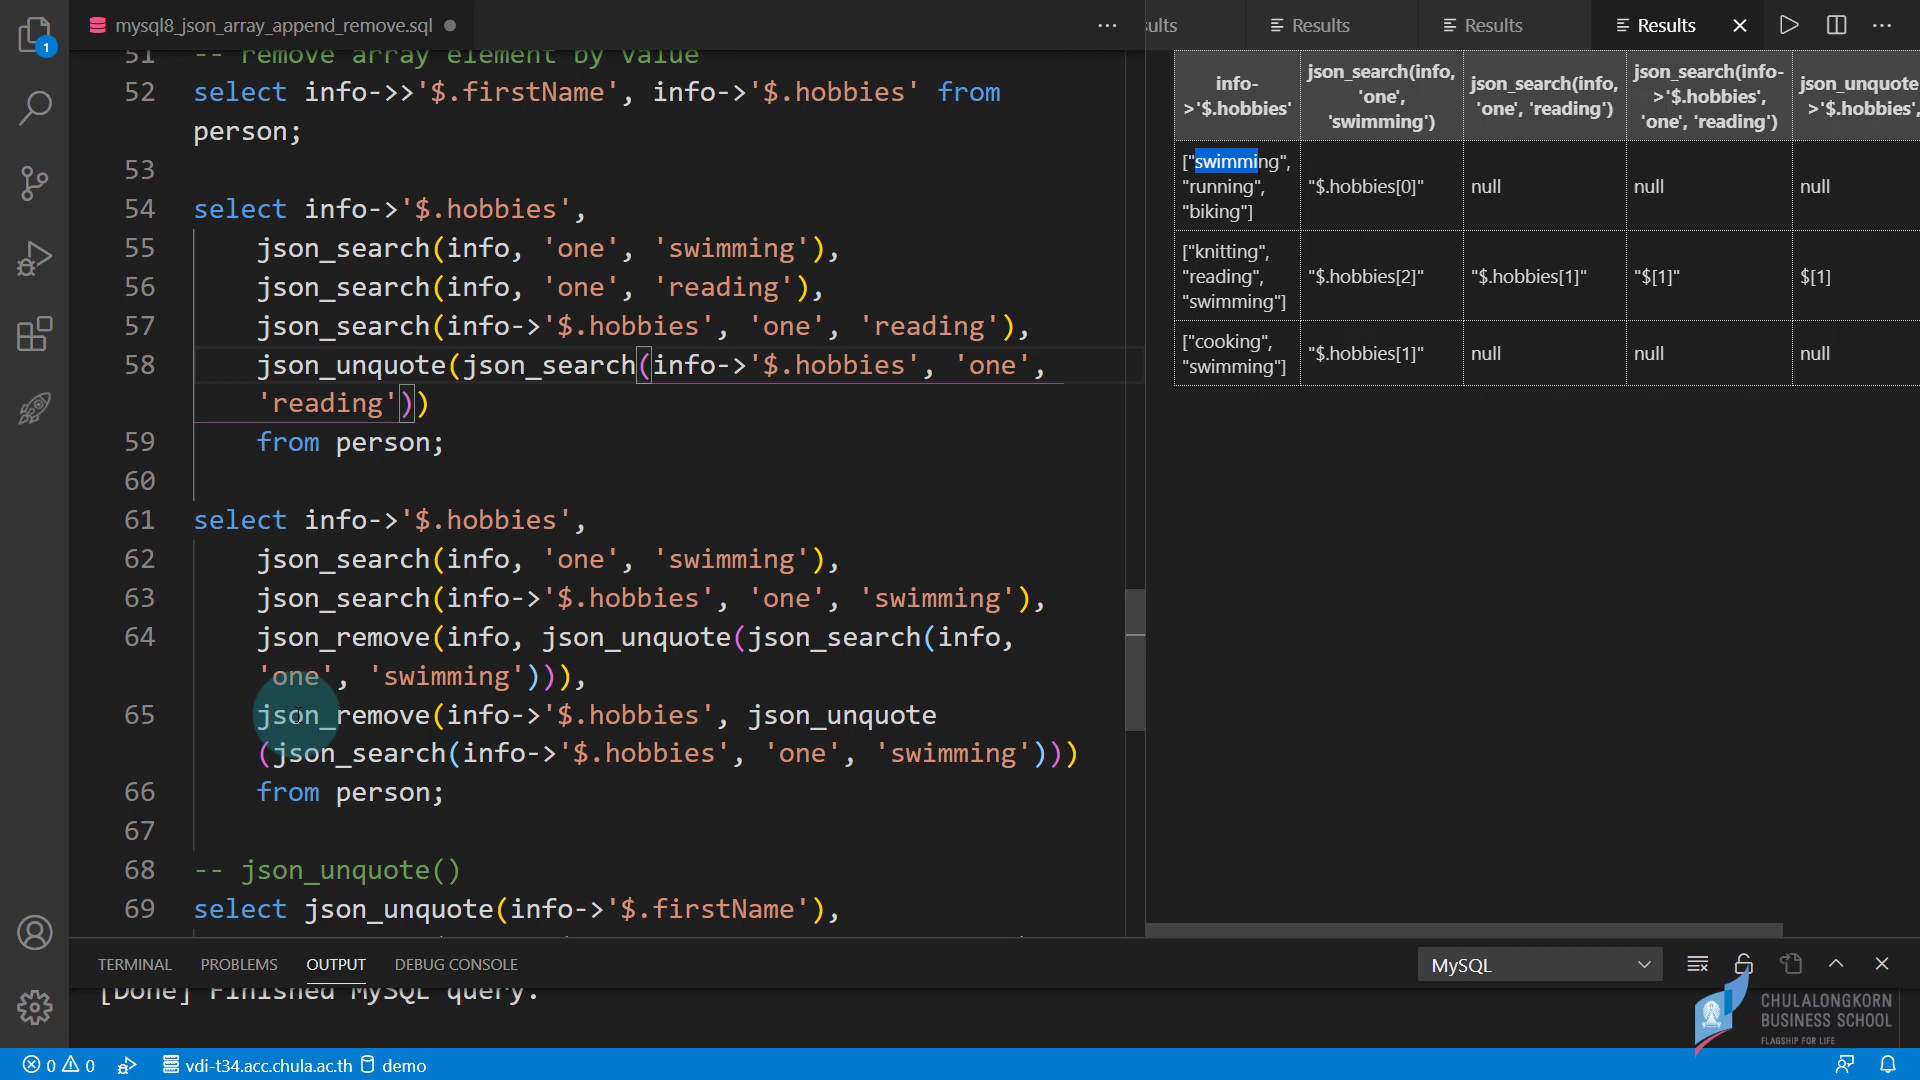 1
mysql8_json_array_append_remove.sql
sults
Results
Results
Results
51 -- remove array element by value
52 select info->>'$.firstName', info->'$.hobbies' from
person;
53
54 select info->'$.hobbies',
55 json_search(info, 'one', 'swimming'),
56 json_search(info, 'one', 'reading'),
57 json_search(info->'$.hobbies', 'one', 'reading'),
58 json_unquote(json_search(info->'$.hobbies', 'one',
'reading'))
59 from person;
60
61 select info->'$.hobbies',
62 json_search(info, 'one', 'swimming'),
63 json_search(info->'$.hobbies', 'one', 'swimming'),
64 json_remove(info, json_unquote(json_search(info,
'one', 'swimming'))),
65 json_remove(info->'$.hobbies', json_unquote
(json_search(info->'$.hobbies', 'one', 'swimming')))
66 from person;
67
68 -- json_unquote()
69 select json_unquote(info->'$.firstName'),
info-
>'$.hobbies'
json_search(info,
'one',
'swimming')
json_search(info,
'one', 'reading')
json_search(info-
>'$.hobbies',
'one', 'reading')
json_unquote
>'$.hobbies',
["swimming",
"running",
"biking"]
"$.hobbies[0]"
null
null
null
["knitting",
"reading",
"swimming"]
"$.hobbies[2]"
"$.hobbies[1]"
"$[1]"
$[1]
["cooking",
"swimming"]
"$.hobbies[1]"
null
null
null
TERMINAL PROBLEMS OUTPUT DEBUG CONSOLE
MySQL
[Done] Finished MySQL query.
CHULALONGKORN
BUSINESS SCHOOL
FLAGSHIP FOR LIFE
0 0 vdi-t34.acc.chula.ac.th demo